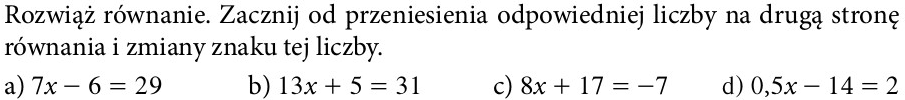 Rozwiąż równanie. Zacznij od przeniesienia odpowiedniej liczby na drugą stronę
równania i zmiany znaku tej liczby.
a) 7x − 6 = 29 b) 13x + 5 = 31 c) 8x + 17 = −7 d) 0,5x − 14 = 2